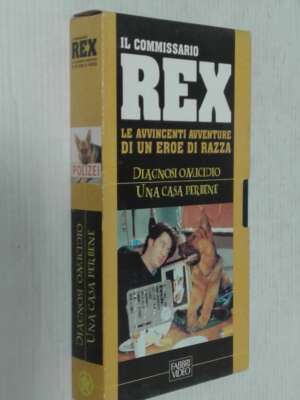 IL COMMISSARIO
REX
LE AVVINCENTI AVVENTURE
DI UN EROE DI RAZZA
DIAGNOSI OMICIDIO
UNA CASA PERBENE
FABBRI
VIDEO
REX
POLIZEI
DIAGNOSI OMICIDIO
UNA CASA PERBENE